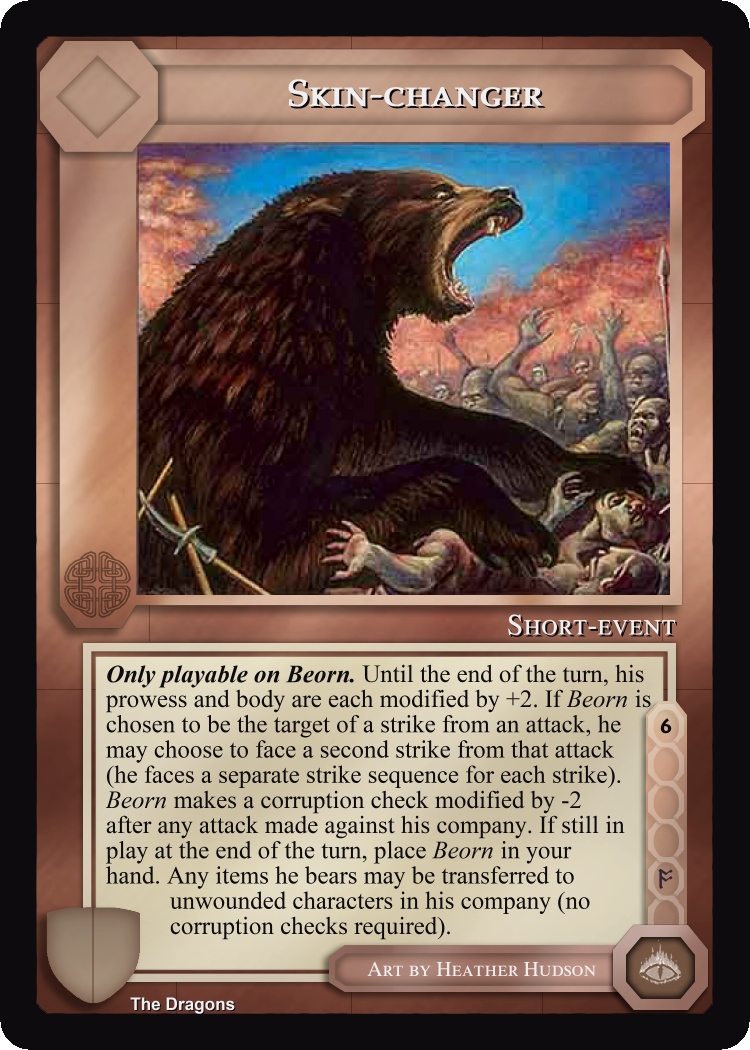 Skin-changer
Short-event
Only playable on Beorn. Until the end of the turn, his
prowess and body are each modified by +2. If Beorn is
chosen to be the target of a strike from an attack, he
may choose to face a second strike from that attack
(he faces a separate strike sequence for each strike).
Beorn makes a corruption check modified by -2
after any attack made against his company. If still in
play at the end of the turn, place Beorn in your
hand. Any items he bears may be transferred to
unwounded characters in his company (no
corruption checks required).
6
ᚩ
Art by Heather Hudson
The Dragons